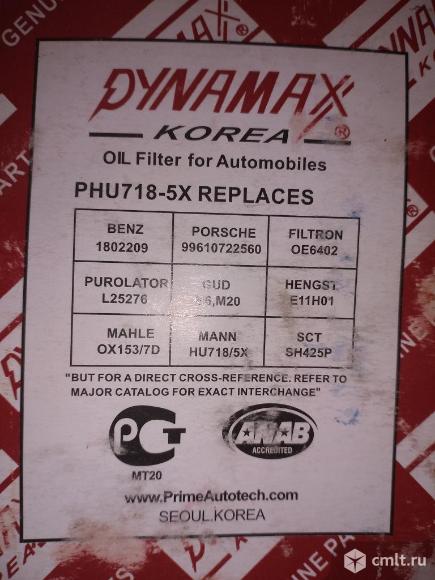 DYNAMAX
KOREA ®
OIL Filter for Automobiles
PHU718-5X REPLACES
BENZ
1802209
PORSCHE
99610722560
FILTRON
OE6402
PUROLATOR
L25276
GUD
M20
HENGST
E11H01
MAHLE
OX153/7D
MANN
HU718/5X
SCT
SH425P
"BUT FOR A DIRECT CROSS-REFERENCE. REFER TO
MAJOR CATALOG FOR EXACT INTERCHANGE"
MT20
ANAB
ACCREDITED
www.PrimeAutotech.com
SEOUL.KOREA
cmlt.ru